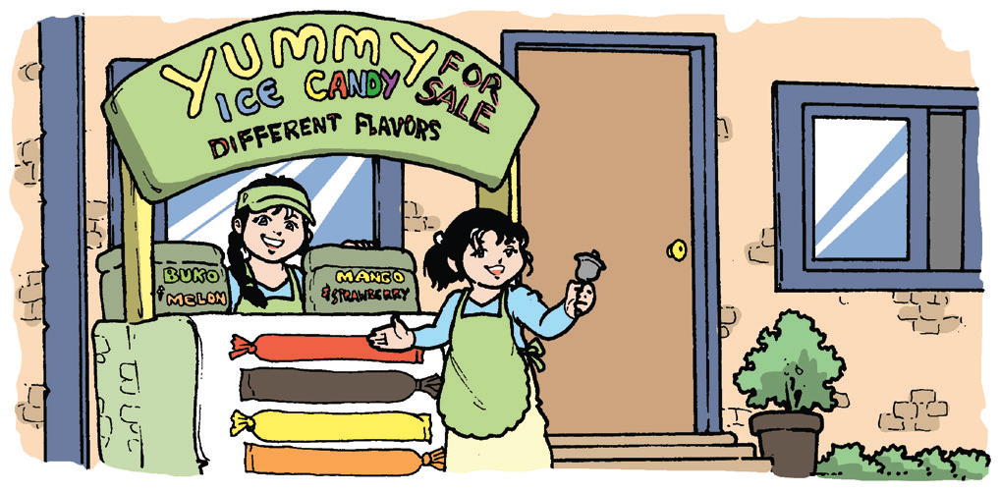 YUMMY
ICE CANDY
FOR
SALE
DIFFERENT FLAVORS
BUKO
& MELON
MANGO
& STRAWBERRY